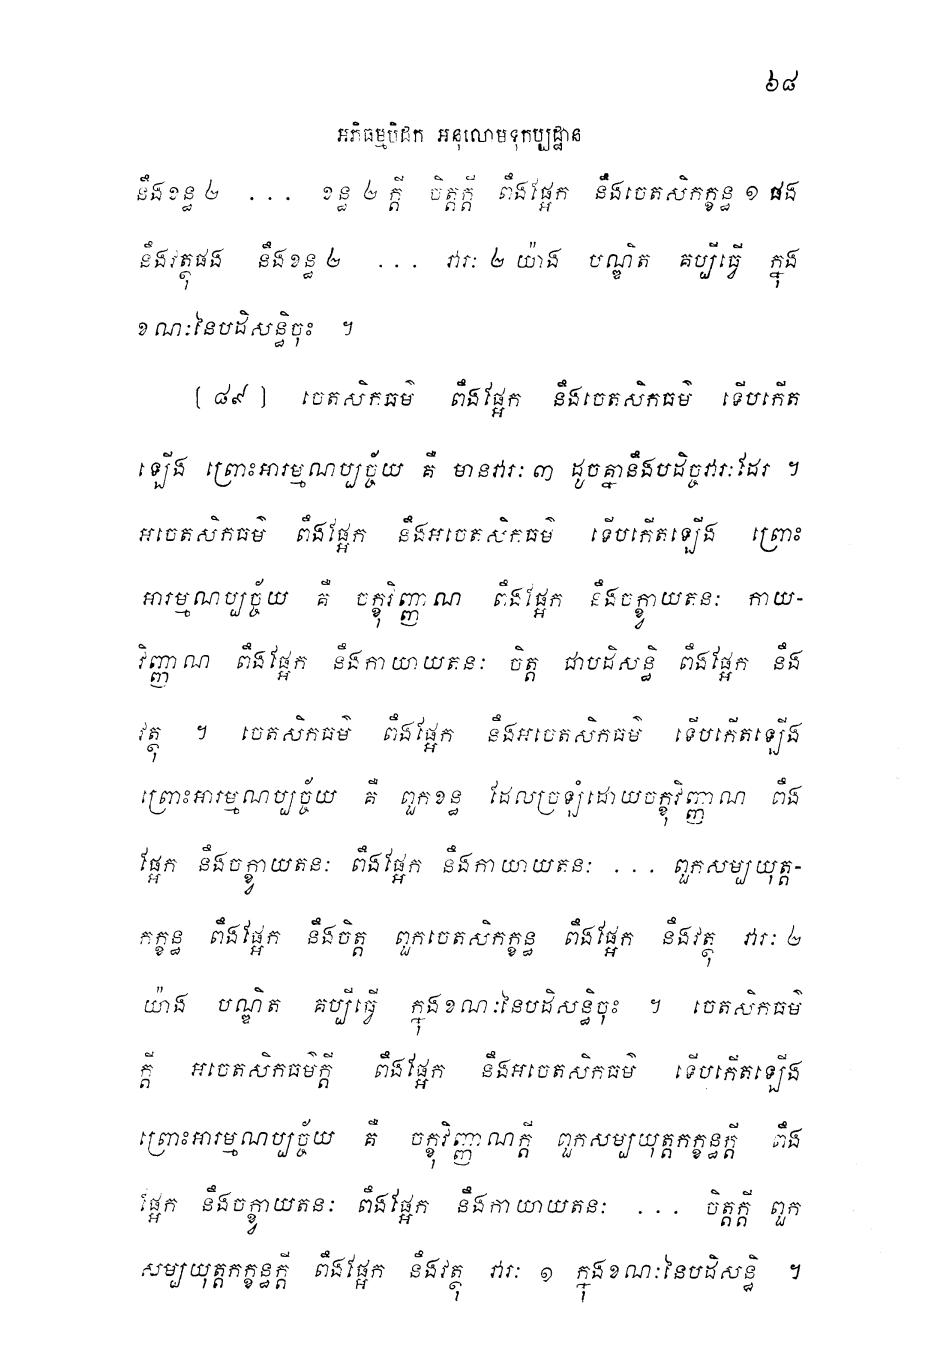 ៦៨
អភិធម្មបិដក អនុលោមទុកប្បដ្ឋាន
នឹងខន្ធ ២ ... ខន្ធ ២ ក្តី ចិត្តក្តី ពឹងផ្អែក នឹងចេតសិកក្ខន្ធ ១ ផង
នឹងវត្ថុផង នឹងខន្ធ ២ ... វារៈ ២ យ៉ាង បណ្ឌិត គប្បីធ្វើ ក្នុង
ខណៈនៃបដិសន្ធិចុះ ។
[ ៨៩ ] ចេតសិកធម៌ ពឹងផ្អែក នឹងចេតសិកធម៌ ទើបកើត
ឡើង ព្រោះអារម្មណប្បច្ច័យ គឺ មានវារៈ ៣ ដូចគ្នានឹងបដិច្ចវារៈដែរ ។
អចេតសិកធម៌ ពឹងផ្អែក នឹងអចេតសិកធម៌ ទើបកើតឡើង ព្រោះ
អារម្មណប្បច្ច័យ គឺ ចក្ខុវិញ្ញាណ ពឹងផ្អែក នឹងចក្ខ្វាយតនៈ កាយ-
វិញ្ញាណ ពឹងផ្អែក នឹងកាយាយតនៈ ចិត្ត ជាបដិសន្ធិ ពឹងផ្អែក នឹង
វត្ថុ ។ ចេតសិកធម៌ ពឹងផ្អែក នឹងអចេតសិកធម៌ ទើបកើតឡើង
ព្រោះអារម្មណប្បច្ច័យ គឺ ពួកខន្ធ ដែលច្រឡំដោយចក្ខុវិញ្ញាណ ពឹង
ផ្អែក នឹងចក្ខ្វាយតនៈ ពឹងផ្អែក នឹងកាយាយតនៈ ... ពួកសម្បយុត្ត-
កក្ខន្ធ ពឹងផ្អែក នឹងចិត្ត ពួកចេតសិកក្ខន្ធ ពឹងផ្អែក នឹងវត្ថុ វារៈ ២
យ៉ាង បណ្ឌិត គប្បីធ្វើ ក្នុងខណៈនៃបដិសន្ធិចុះ ។ ចេតសិកធម៌
ក្តី អចេតសិកធម៌ក្តី ពឹងផ្អែក នឹងអចេតសិកធម៌ ទើបកើតឡើង
ព្រោះអារម្មណប្បច្ច័យ គឺ ចក្ខុវិញ្ញាណក្តី ពួកសម្បយុត្តកក្ខន្ធក្តី ពឹង
ផ្អែក នឹងចក្ខ្វាយតនៈ ពឹងផ្អែក នឹងកាយាយតនៈ ... ចិត្តក្តី ពួក
សម្បយុត្តកក្ខន្ធក្តី ពឹងផ្អែក នឹងវត្ថុ វារៈ ១ ក្នុងខណៈនៃបដិសន្ធិ ។